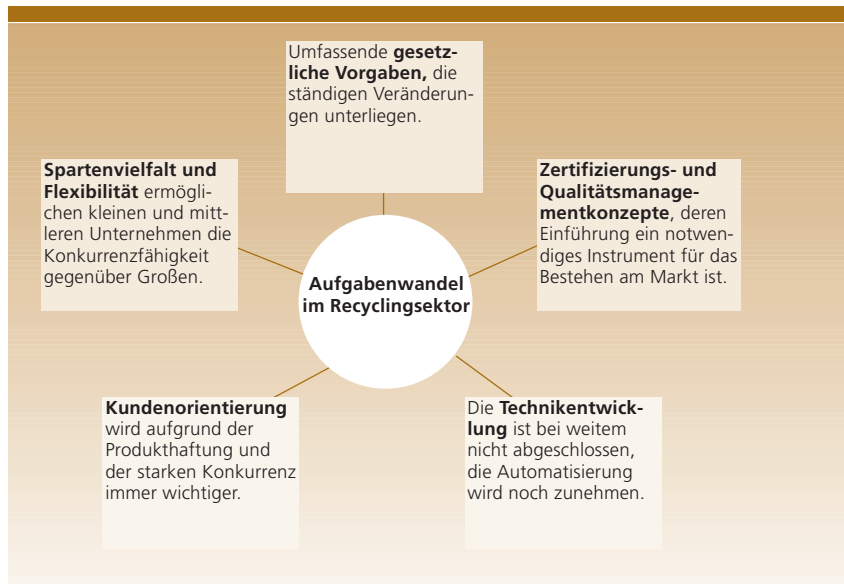 Umfassende gesetz-
liche Vorgaben, die
ständigen Veränderun-
gen unterliegen.
Spartenvielfalt und
Flexibilität ermögli-
chen kleinen und mitt-
leren Unternehmen die
Konkurrenzfähigkeit
gegenüber Großen.
Zertifizierungs- und
Qualitätsmanage-
mentkonzepte, deren
Einführung ein notwen-
diges Instrument für das
Bestehen am Markt ist.
Aufgabenwandel
im Recyclingsektor
Kundenorientierung
wird aufgrund der
Produkthaftung und
der starken Konkurrenz
immer wichtiger.
Die Technikentwick-
lung ist bei weitem
nicht abgeschlossen,
die Automatisierung
wird noch zunehmen.